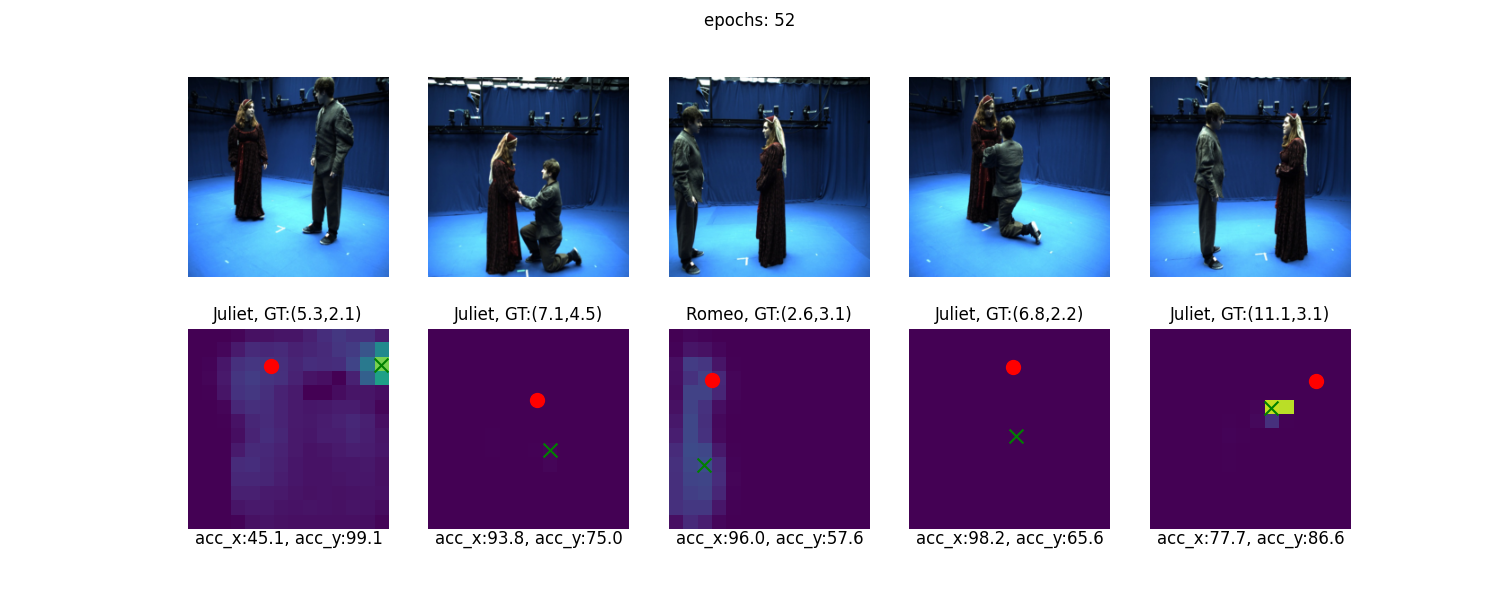 epochs: 52
Juliet, GT:(5.3,2.1)
Juliet, GT:(7.1,4.5)
Romeo, GT:(2.6,3.1)
Juliet, GT:(6.8,2.2)
Juliet, GT:(11.1,3.1)
acc_x:45.1, acc_y:99.1
acc_x:93.8, acc_y:75.0
acc_x:96.0, acc_y:57.6
acc_x:98.2, acc_y:65.6
acc_x:77.7, acc_y:86.6